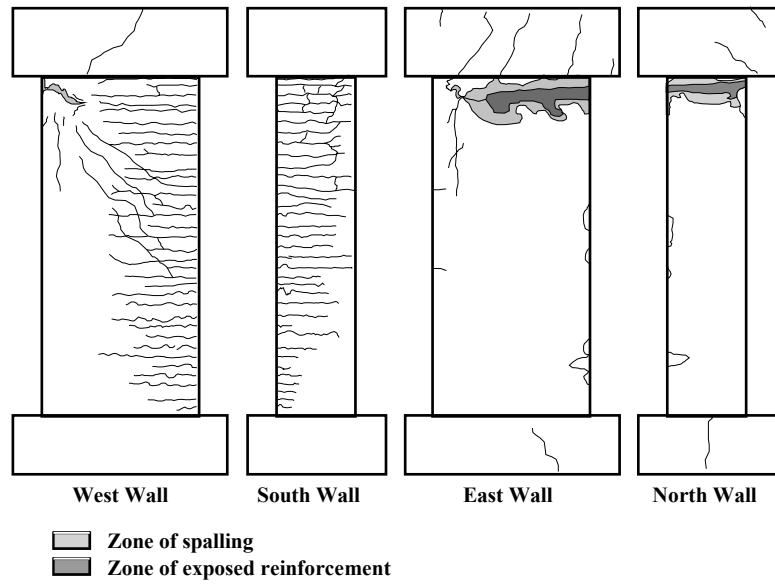 West Wall
South Wall
East Wall
North Wall
Zone of spalling
Zone of exposed reinforcement